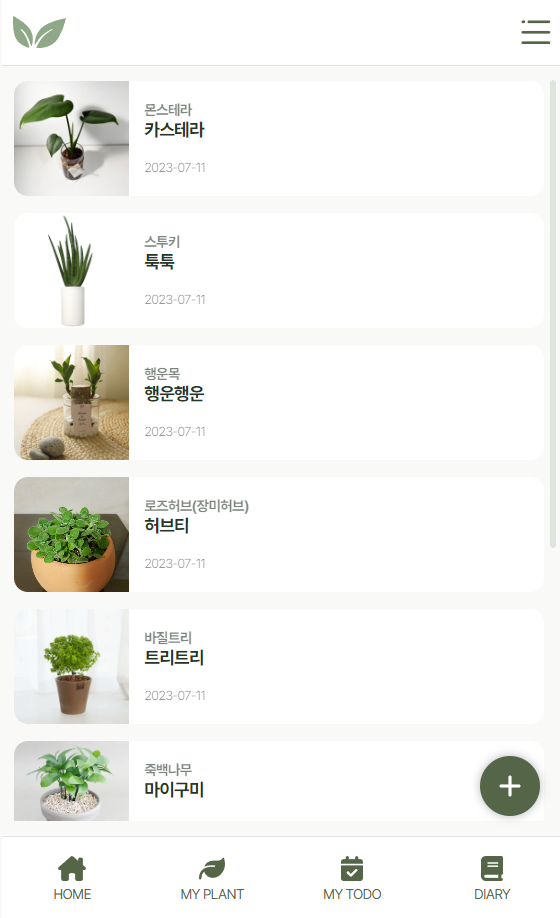 몬스테라
카스테라
2023-07-11
스투키
툭툭
2023-07-11
행운목
행운행운
2023-07-11
로즈허브(장미허브)
허브티
2023-07-11
바질트리
트리트리
2023-07-11
죽백나무
마이구미
HOME
MY PLANT
MY TODO
DIARY